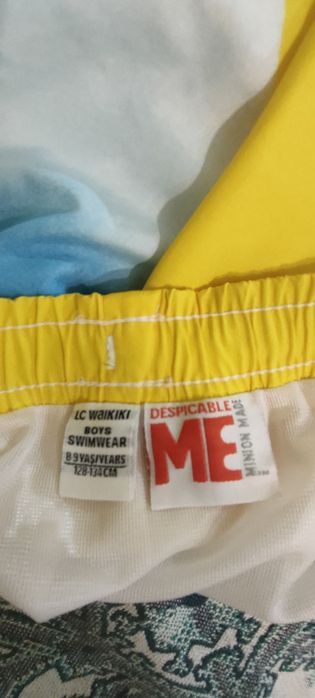 LC WAIKIKI
BOYS
SWIMWEAR
8 9 YAŞ/YEARS
128-134 CM
DESPICABLE
ME
MINION MADE